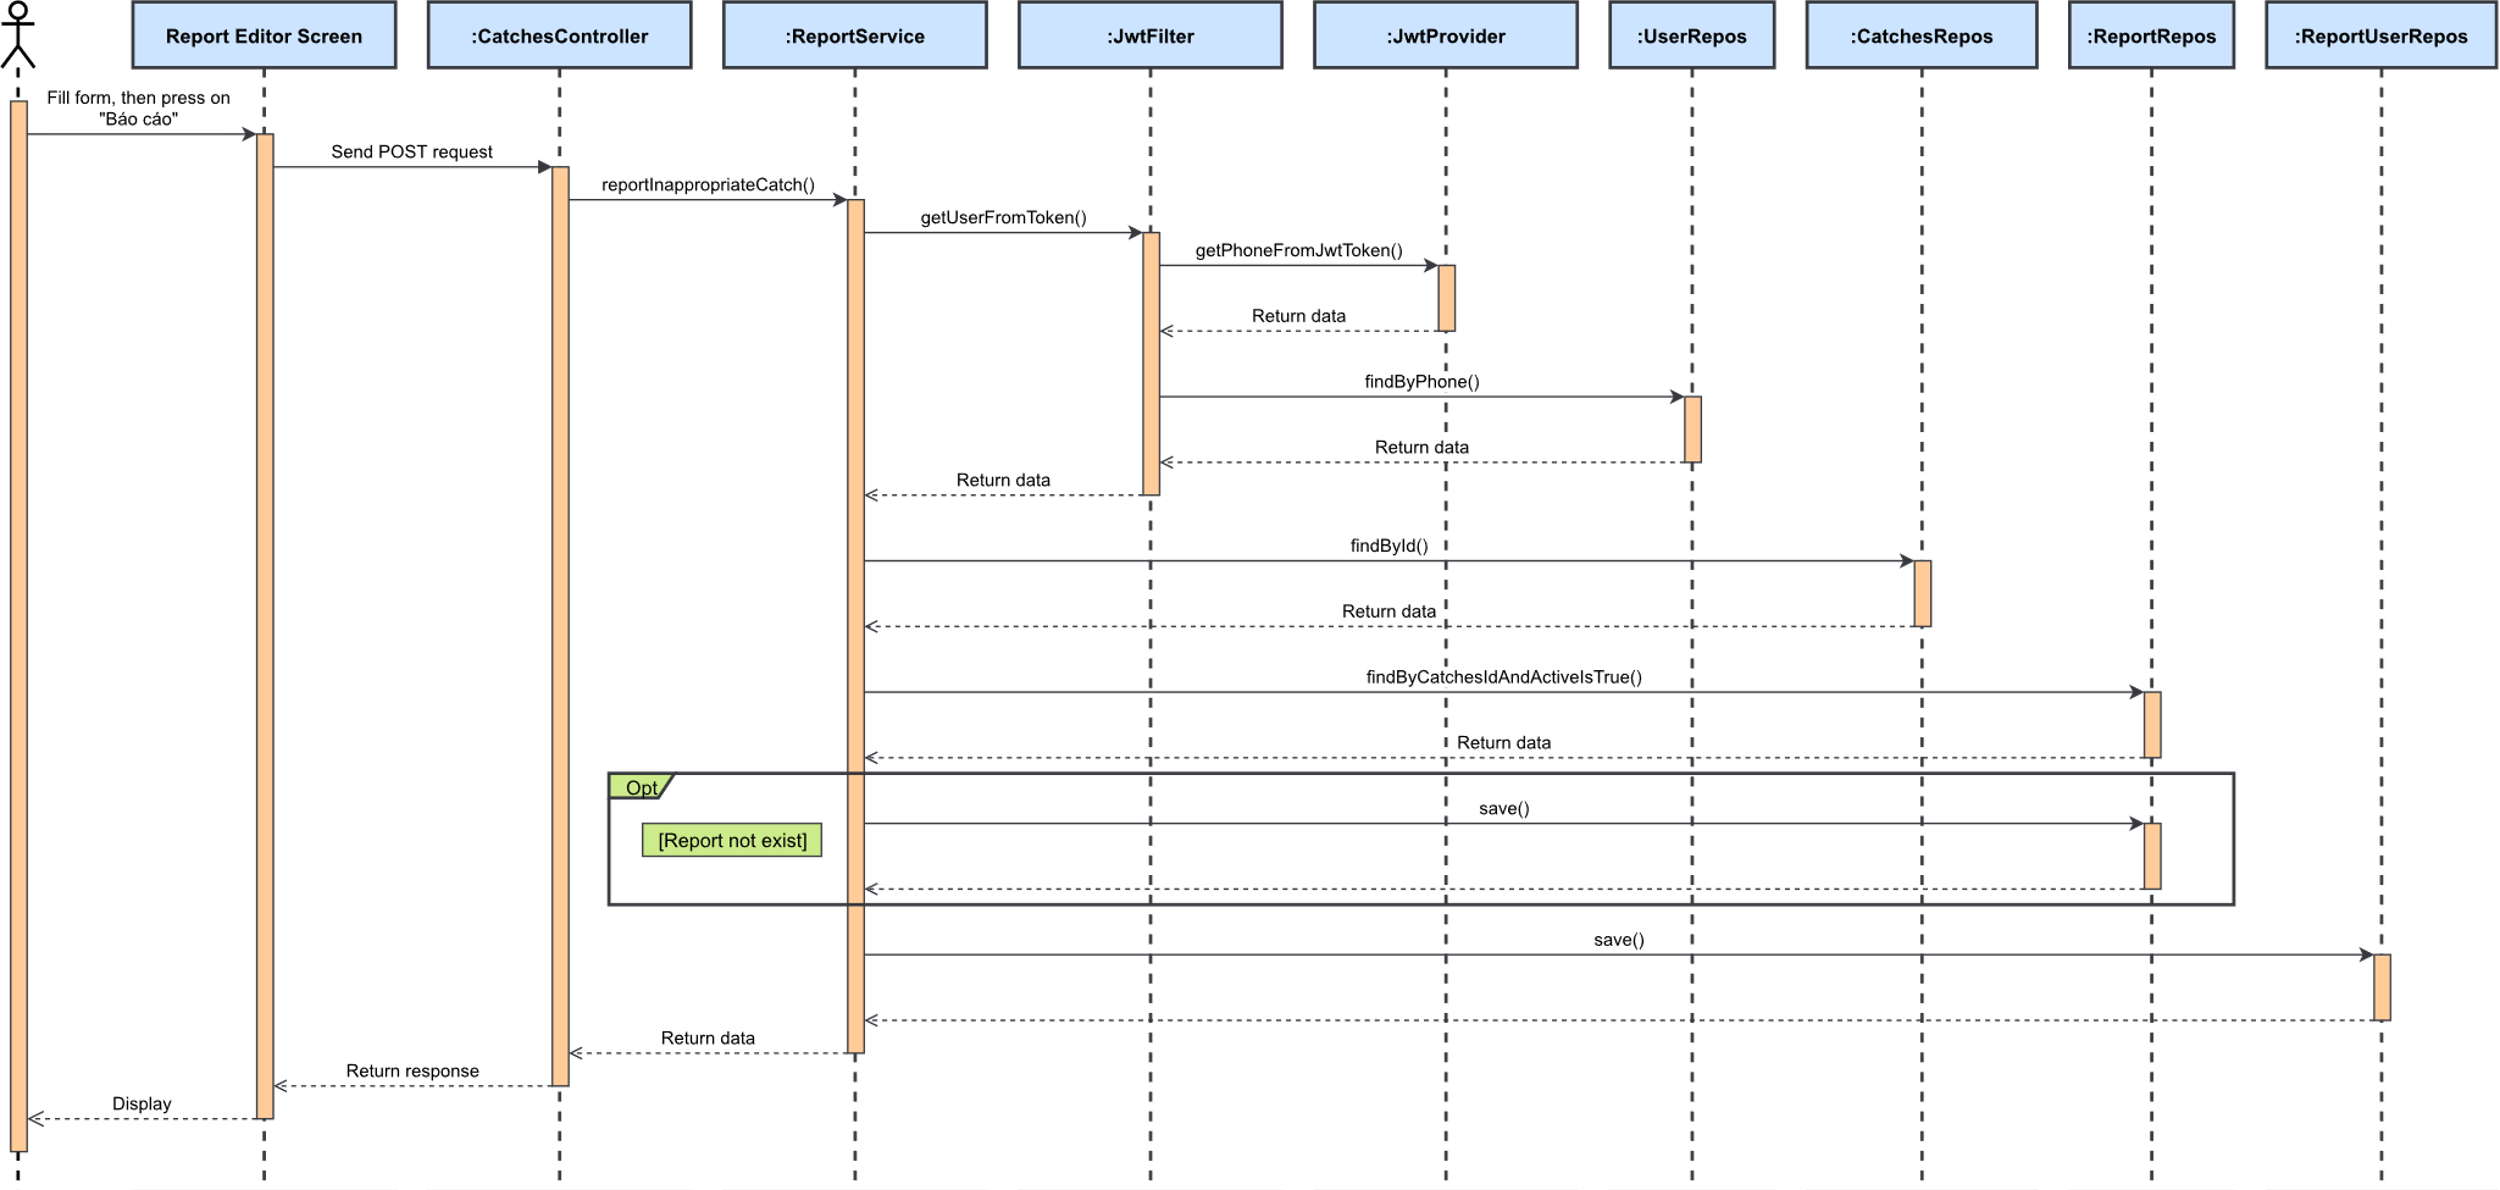 Report Editor Screen
:CatchesController
:ReportService
:JwtFilter
:JwtProvider
:UserRepos
:CatchesRepos
:ReportRepos
:ReportUserRepos
Fill form, then press on
"Báo cáo"
Send POST request
reportInappropriateCatch()
getUserFromToken()
getPhoneFromJwtToken()
Return data
findByPhone()
Return data
Return data
findById()
Return data
findByCatchesIdAndActiveIsTrue()
Return data
Opt
save()
[Report not exist]
save()
Return data
Return response
Display